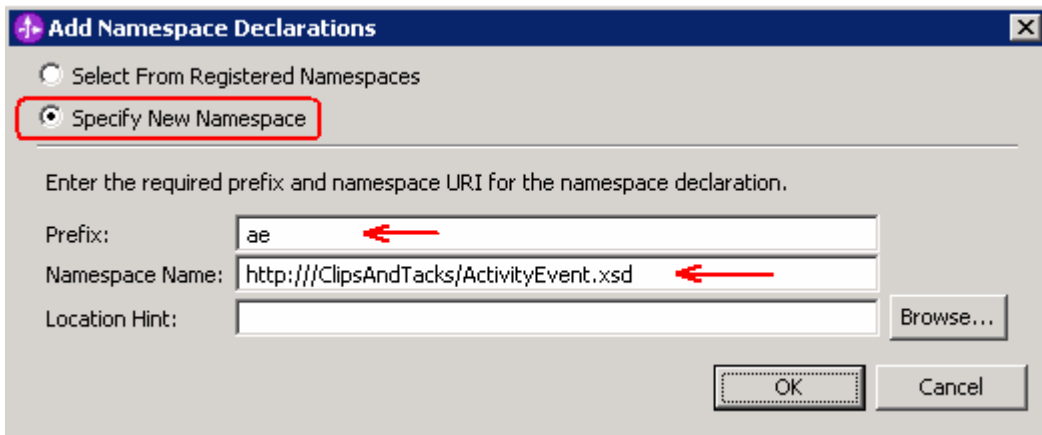 Add Namespace Declarations
Select From Registered Namespaces
Specify New Namespace
Enter the required prefix and namespace URI for the namespace declaration.
Prefix: ae
Namespace Name: http:///ClipsAndTacks/ActivityEvent.xsd
Location Hint: Browse...
OK Cancel